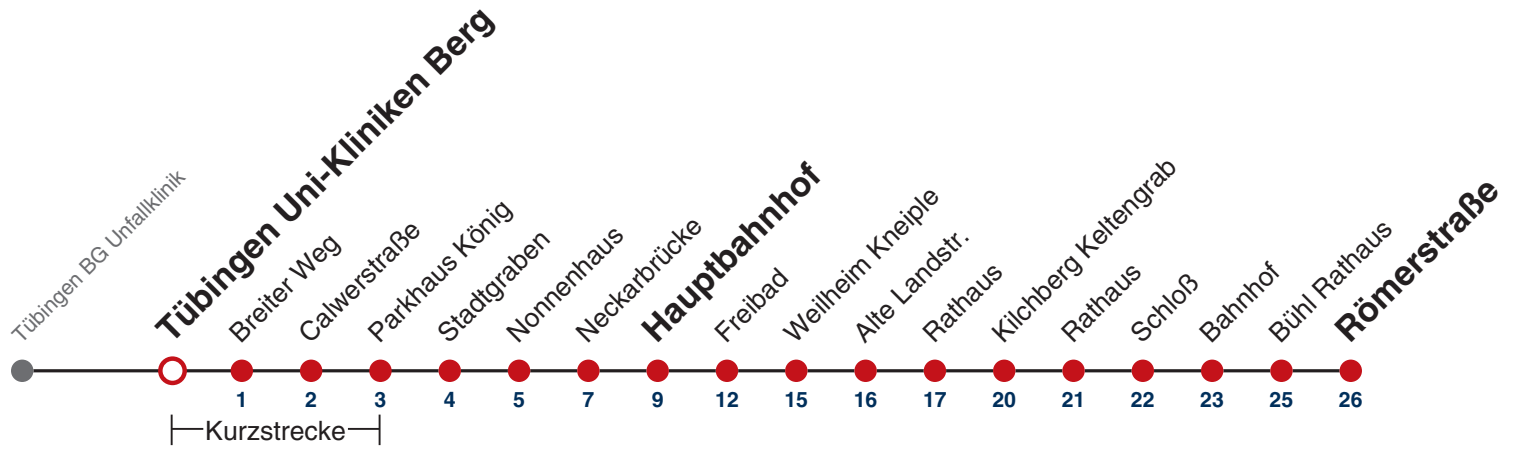 Tübingen BG Unfallklinik
Tübingen Uni-Kliniken Berg
Breiter Weg
Calwerstraße
Parkhaus König
Stadtgraben
Nonnenhaus
Neckarbrücke
Hauptbahnhof
Freibad
Weilheim Kneiple
Alte Landstr.
Rathaus
Kilchberg Keltengrab
Rathaus
Schloß
Bahnhof
Bühl Rathaus
Römerstraße
1 2 3 4 5 7 9 12 15 16 17 20 21 22 23 25 26
Kurzstrecke